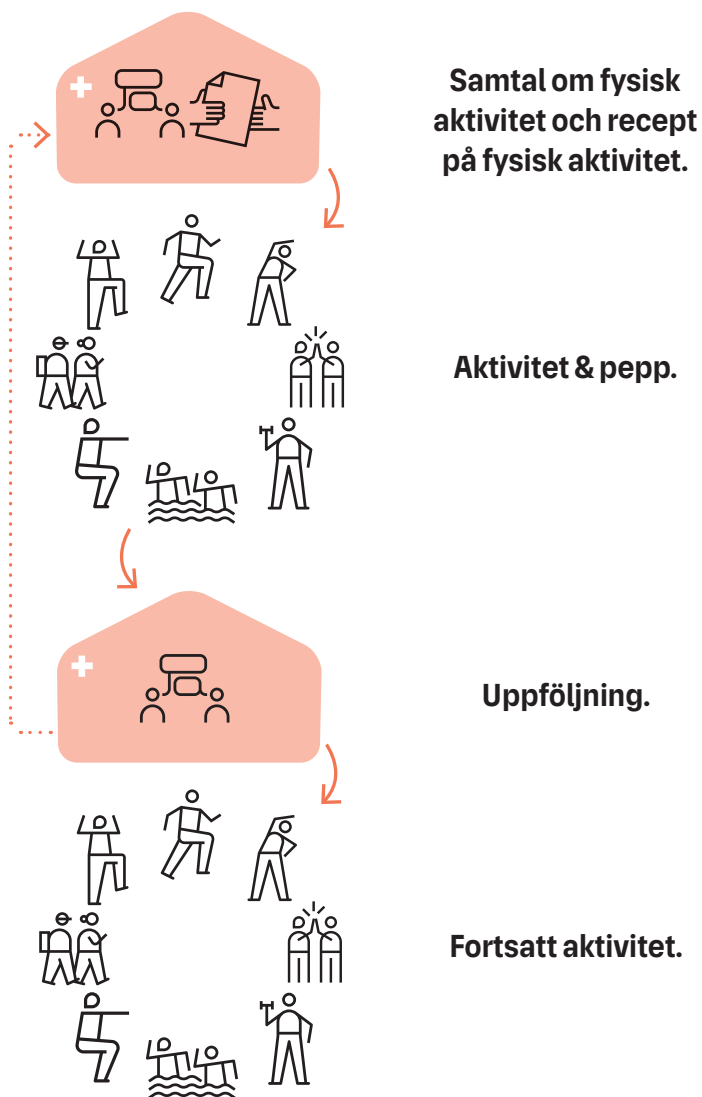 Samtal om fysisk
aktivitet och recept
på fysisk aktivitet.
Aktivitet & pepp.
Uppföljning.
Fortsatt aktivitet.